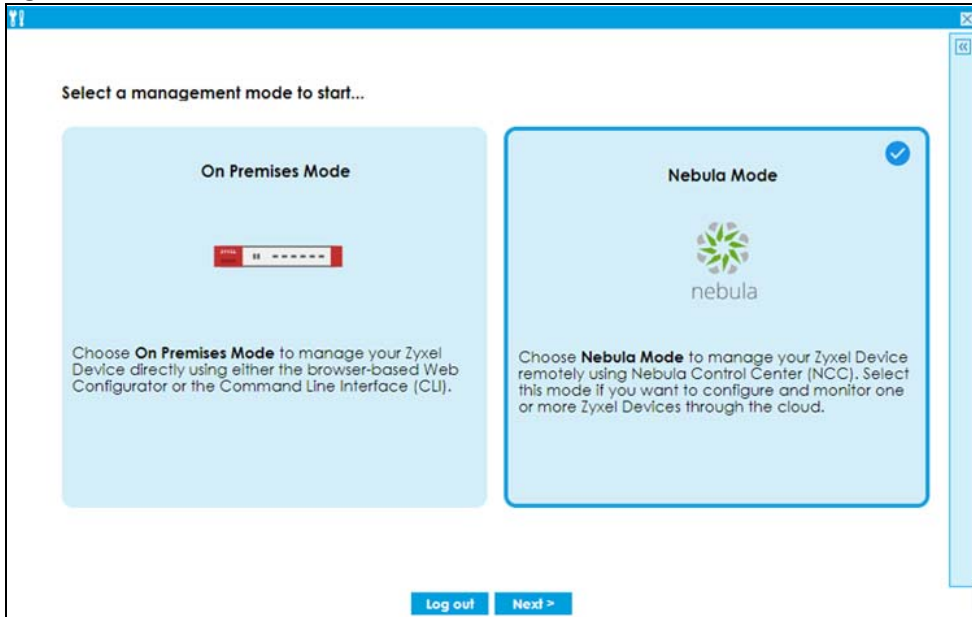 Select a management mode to start...
On Premises Mode
ZYXEL
Choose On Premises Mode to manage your Zyxel
Device directly using either the browser-based Web
Configurator or the Command Line Interface (CLI).
Nebula Mode
nebula
Choose Nebula Mode to manage your Zyxel Device
remotely using Nebula Control Center (NCC). Select
this mode if you want to configure and monitor one
or more Zyxel Devices through the cloud.
Log out
Next >